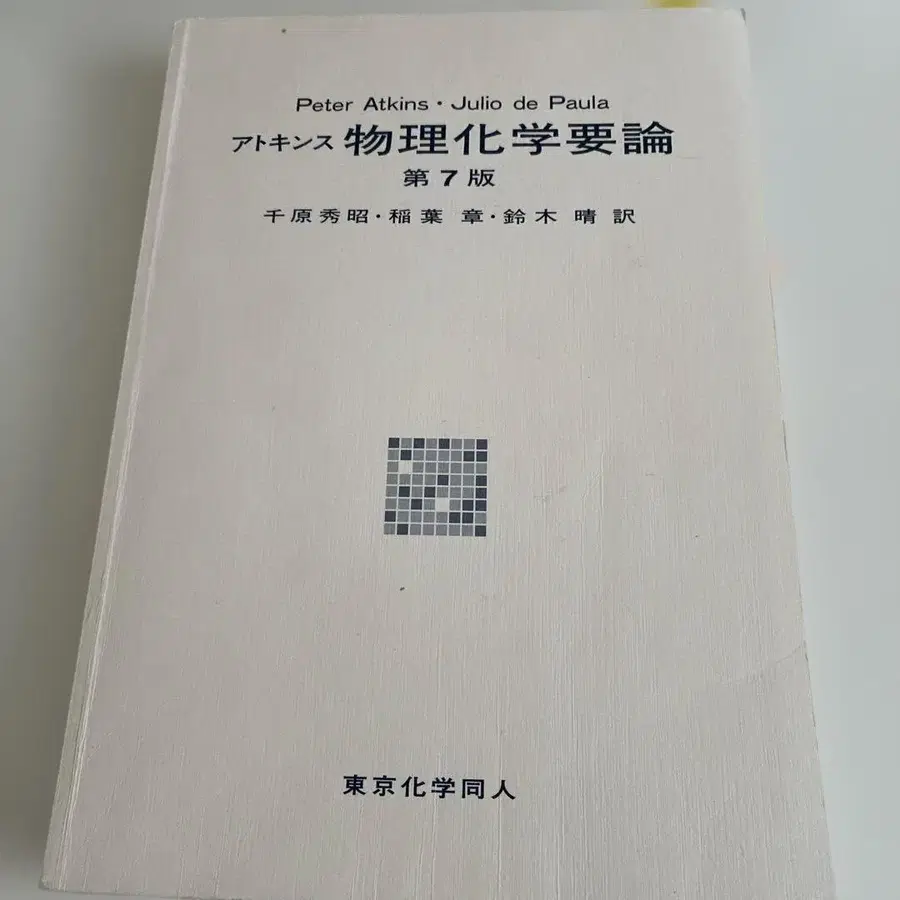 Peter Atkins・Julio de Paula
アトキンス 物理化学要論
第7版
千原秀昭・稲葉 章・鈴木 晴 訳
東京化学同人